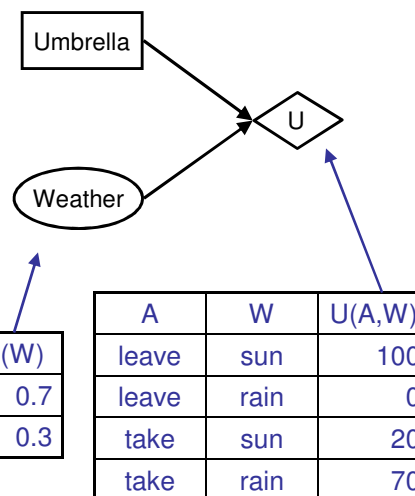 Umbrella
U
Weather
(W)
0.7
0.3
A W U(A,W)
leave sun 100
leave rain 0
take sun 20
take rain 70